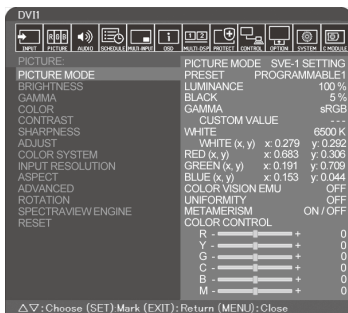 DVI1
INPUT
RGB
PICTURE
AUDIO
SCHEDULE
MULTI-INPUT
OSD
1 2
MULTI-DSP
PROTECT
CONTROL
OPTION
SYSTEM
C MODULE
PICTURE:
PICTURE MODE
BRIGHTNESS
GAMMA
COLOR
CONTRAST
SHARPNESS
ADJUST
COLOR SYSTEM
INPUT RESOLUTION
ASPECT
ADVANCED
ROTATION
SPECTRAVIEW ENGINE
RESET
PICTURE MODE SVE-1 SETTING
PRESET PROGRAMMABLE1
LUMINANCE 100 %
BLACK 5 %
GAMMA sRGB
CUSTOM VALUE ---
WHITE 6500 K
WHITE (x, y) x: 0.279 y: 0.292
RED (x, y) x: 0.683 y: 0.306
GREEN (x, y) x: 0.191 y: 0.709
BLUE (x, y) x: 0.153 y: 0.044
COLOR VISION EMU OFF
UNIFORMITY OFF
METAMERISM ON / OFF
COLOR CONTROL
R - + 0
Y - + 0
G - + 0
C - + 0
B - + 0
M - + 0
△▽:Choose (SET):Mark (EXIT):Return (MENU):Close